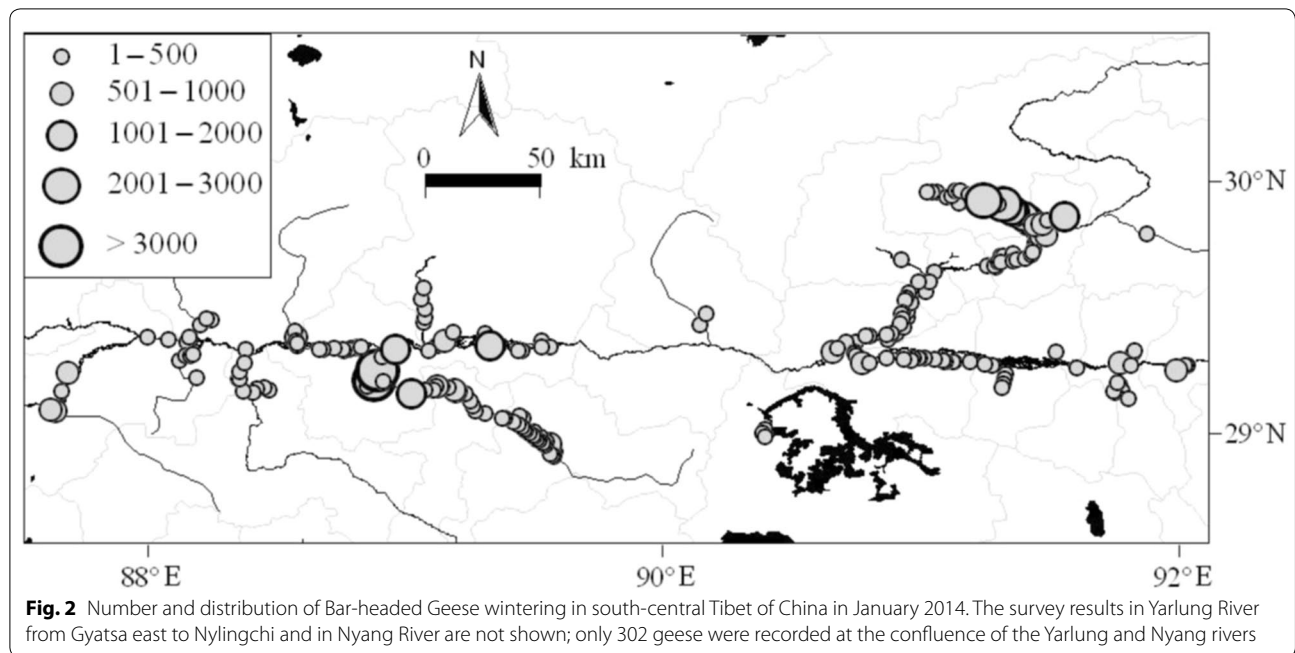 1–500
501–1000
1001–2000
2001–3000
> 3000
N
0 50 km
30°N
29°N
88°E 90°E 92°E
Fig. 2 Number and distribution of Bar-headed Geese wintering in south-central Tibet of China in January 2014. The survey results in Yarlung River
from Gyatsa east to Nylingchi and in Nyang River are not shown; only 302 geese were recorded at the confluence of the Yarlung and Nyang rivers